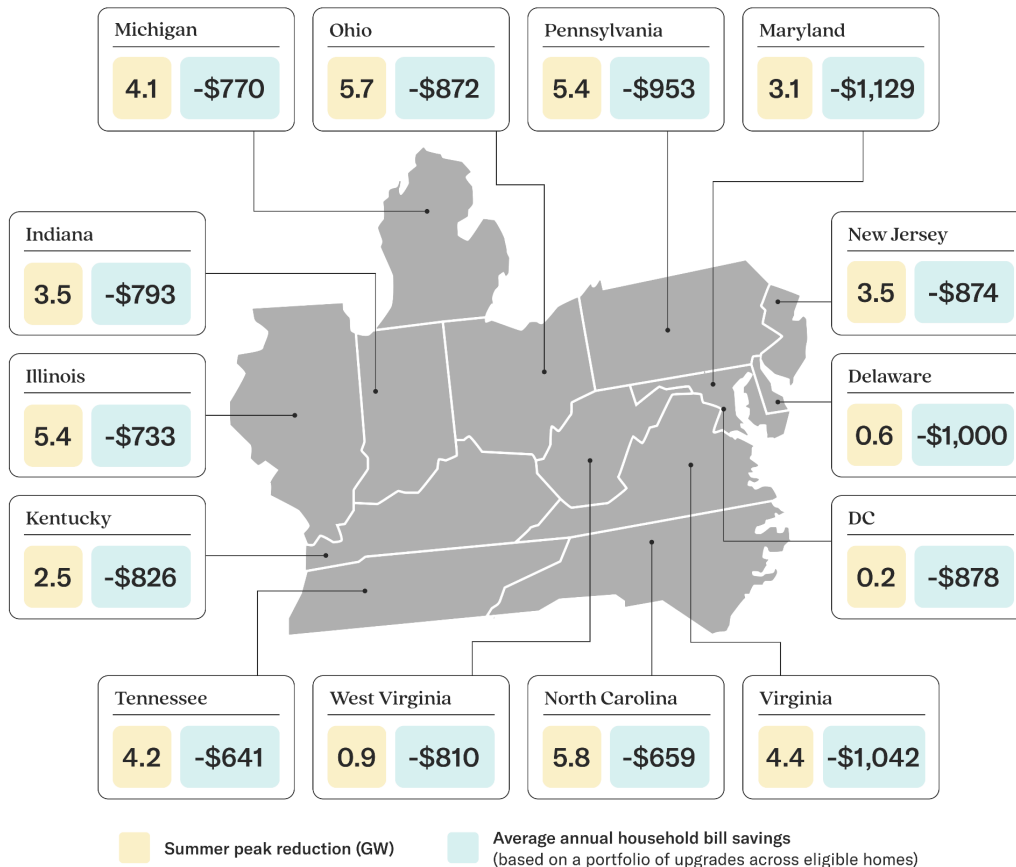 Michigan
4.1 -$770
Ohio
5.7 -$872
Pennsylvania
5.4 -$953
Maryland
3.1 -$1,129
Indiana
3.5 -$793
New Jersey
3.5 -$874
Illinois
5.4 -$733
Delaware
0.6 -$1,000
Kentucky
2.5 -$826
DC
0.2 -$878
Tennessee
4.2 -$641
West Virginia
0.9 -$810
North Carolina
5.8 -$659
Virginia
4.4 -$1,042
Summer peak reduction (GW)
Average annual household bill savings
(based on a portfolio of upgrades across eligible homes)